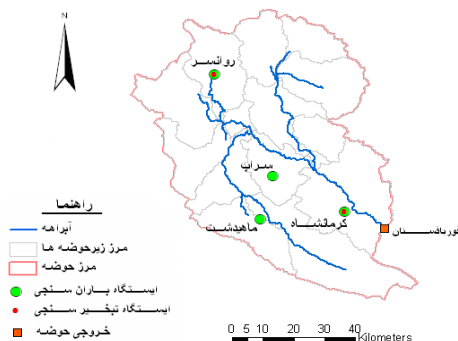 N
روانسر
سراب
کرمانشاه
ماهیدشت
قورباغستان
راهنما
آبراهه
مرز زیرحوضه ها
مرز حوضه
ایستگاه باران سنجی
ایستگاه تبخیر سنجی
خروجی حوضه
0 5 10 20 30 40
Kilometers